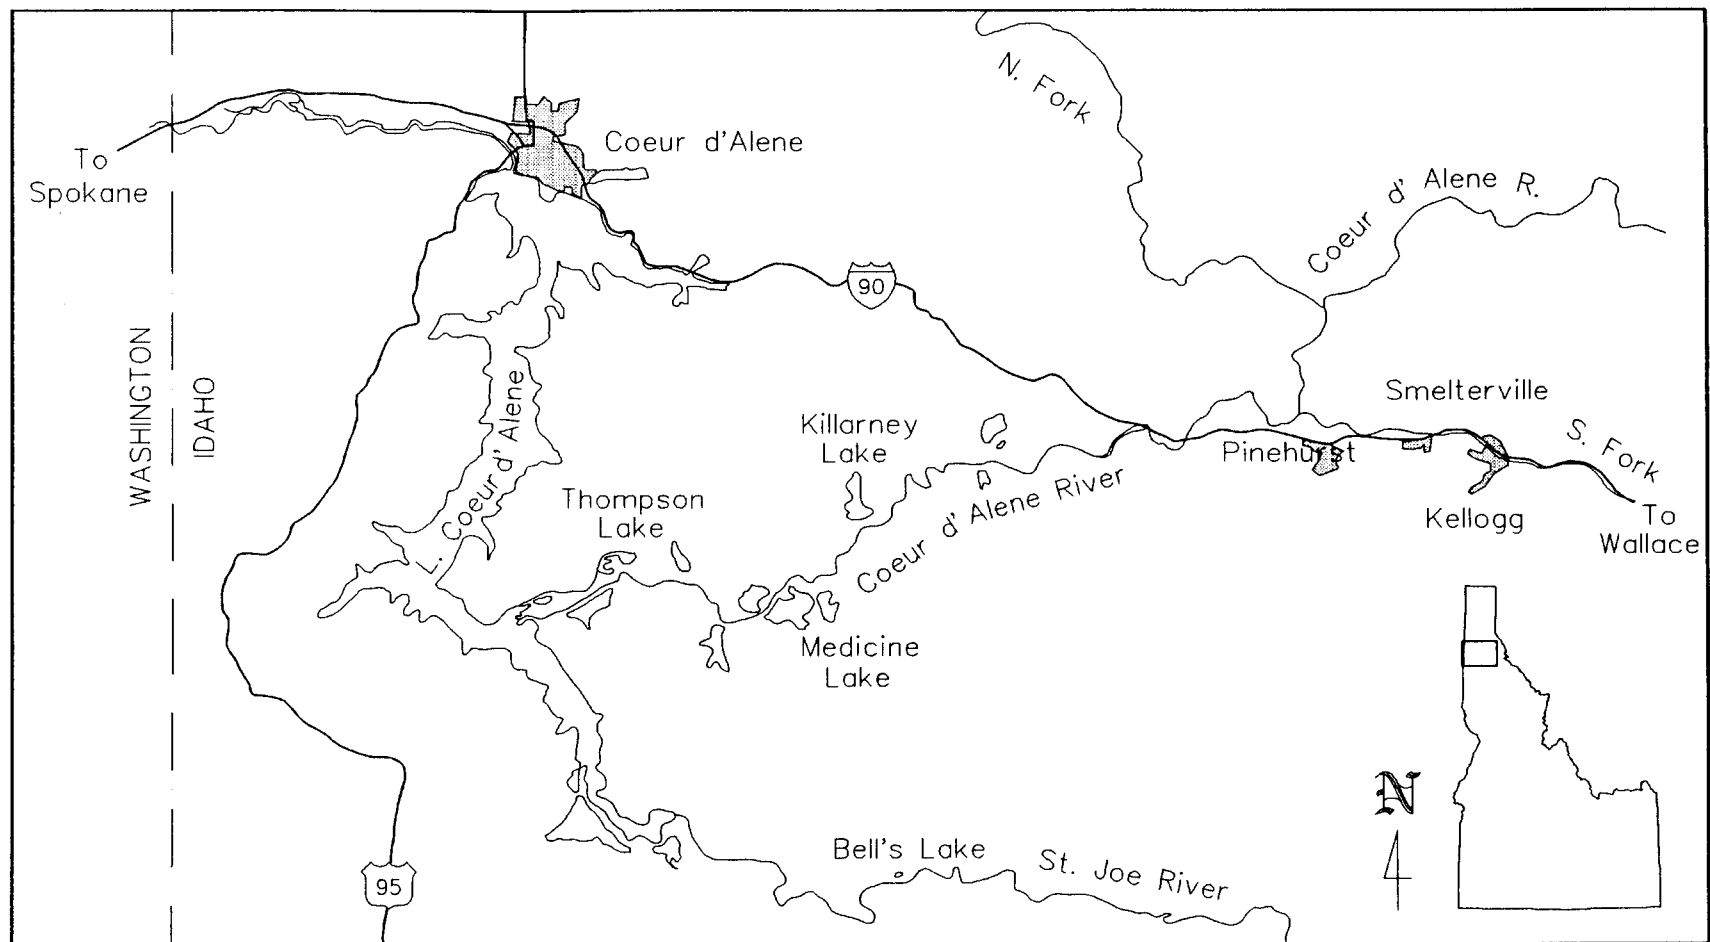 N. Fork
Coeur d'Alene
To
Spokane
Coeur d' Alene R.
90
WASHINGTON
IDAHO
L. Coeur d' Alene
Smelterville
Killarney
Lake
S. Fork
Pinehurst
Thompson
Lake
Coeur d' Alene River
Kellogg
To
Wallace
Medicine
Lake
N
Bell's Lake
St. Joe River
95